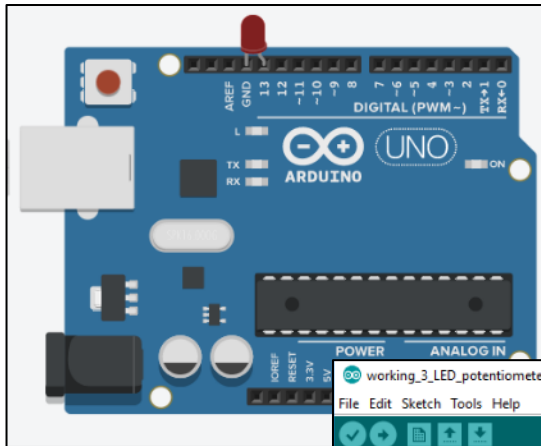 AREF
GND
13
12
~11
~10
~9
8
7
~6
~5
4
~3
2
TX→1
RX←0
DIGITAL (PWM~)
L
TX
RX
UNO
ON
ARDUINO
POWER
ANALOG IN
IOREF
RESET
3.3V
5V
working_3_LED_potentiomete
File Edit Sketch Tools Help